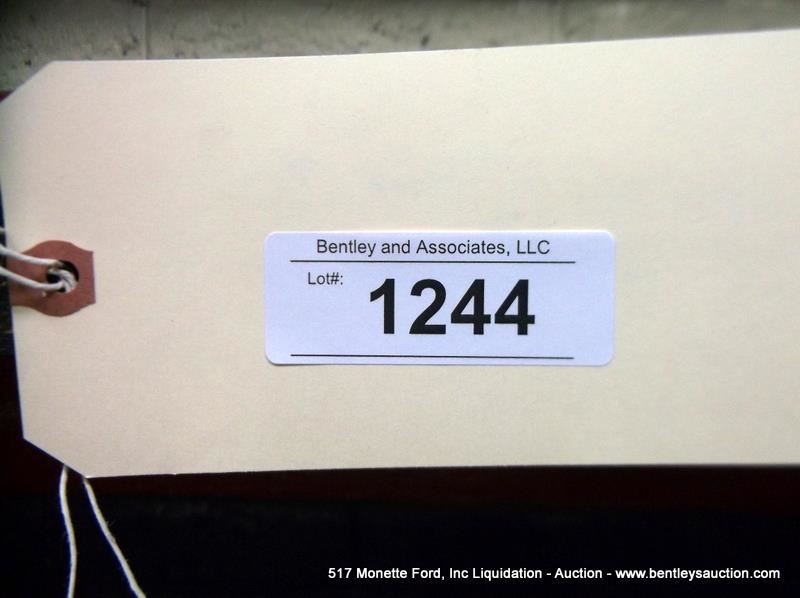 Bentley and Associates, LLC
Lot#:
1244
517 Monette Ford, Inc Liquidation - Auction - www.bentleysauction.com